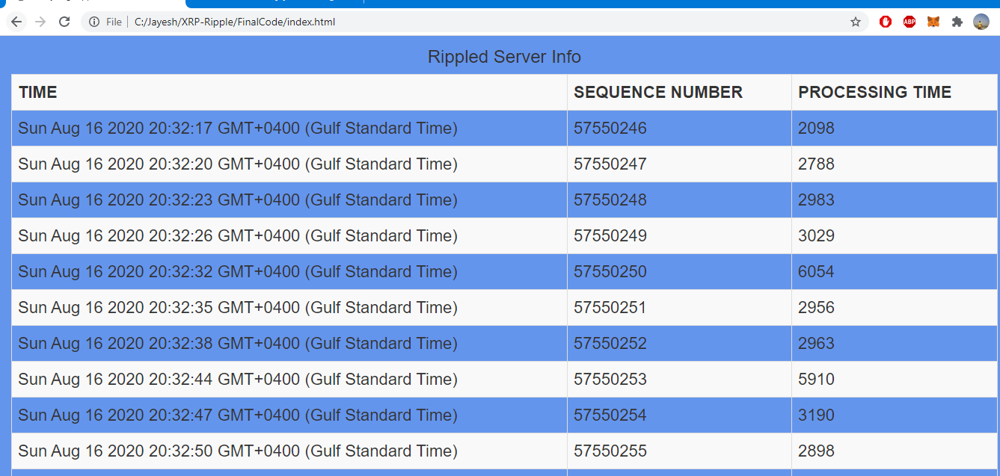 File C:/Jayesh/XRP-Ripple/FinalCode/index.html ABP
Rippled Server Info
TIME SEQUENCE NUMBER PROCESSING TIME
Sun Aug 16 2020 20:32:17 GMT+0400 (Gulf Standard Time) 57550246 2098
Sun Aug 16 2020 20:32:20 GMT+0400 (Gulf Standard Time) 57550247 2788
Sun Aug 16 2020 20:32:23 GMT+0400 (Gulf Standard Time) 57550248 2983
Sun Aug 16 2020 20:32:26 GMT+0400 (Gulf Standard Time) 57550249 3029
Sun Aug 16 2020 20:32:32 GMT+0400 (Gulf Standard Time) 57550250 6054
Sun Aug 16 2020 20:32:35 GMT+0400 (Gulf Standard Time) 57550251 2956
Sun Aug 16 2020 20:32:38 GMT+0400 (Gulf Standard Time) 57550252 2963
Sun Aug 16 2020 20:32:44 GMT+0400 (Gulf Standard Time) 57550253 5910
Sun Aug 16 2020 20:32:47 GMT+0400 (Gulf Standard Time) 57550254 3190
Sun Aug 16 2020 20:32:50 GMT+0400 (Gulf Standard Time) 57550255 2898